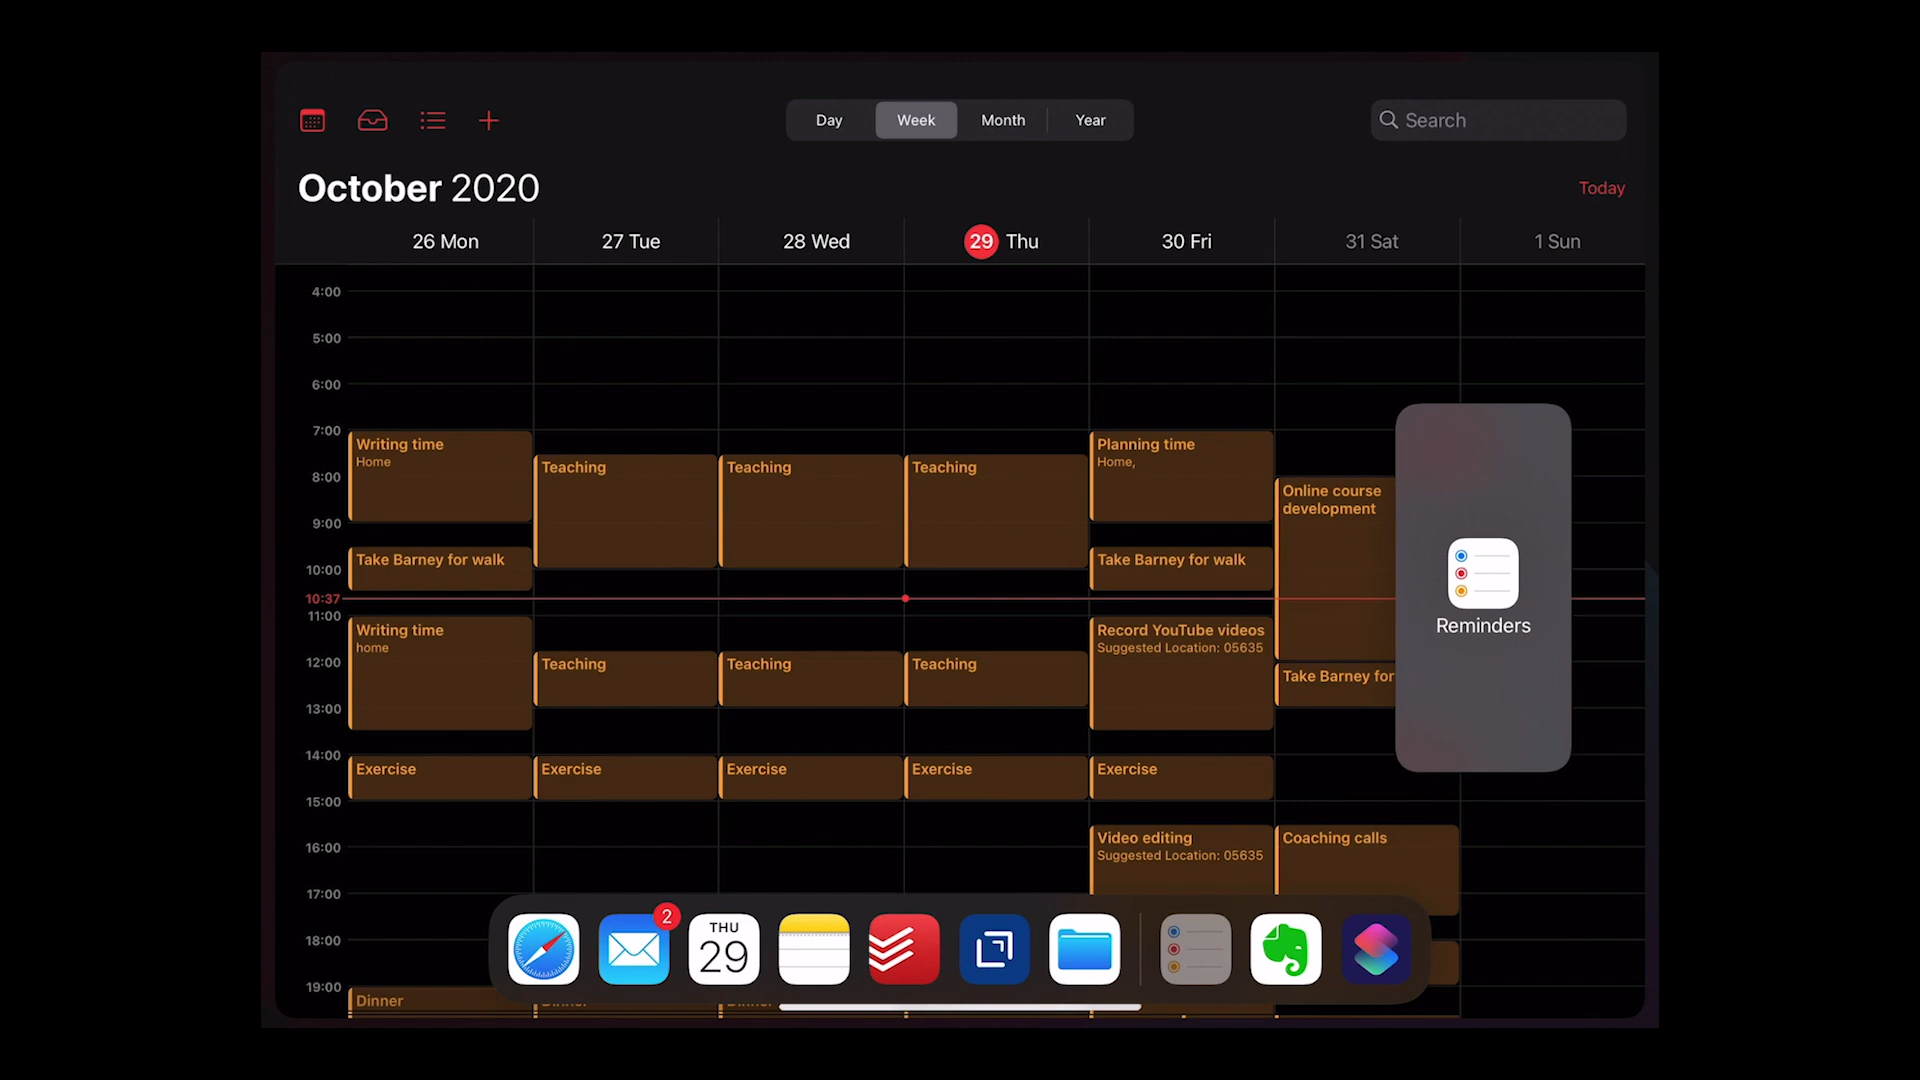 Day Week Month Year
Search
October 2020
Today
26 Mon 27 Tue 28 Wed 29 Thu 30 Fri 31 Sat 1 Sun
4:00
5:00
6:00
7:00
8:00
9:00
10:00
10:37
11:00
12:00
13:00
14:00
15:00
16:00
17:00
18:00
19:00
Writing time
Home
Take Barney for walk
Writing time
home
Exercise
Dinner
Teaching
Teaching
Exercise
Dinner
Teaching
Teaching
Exercise
Dinner
Teaching
Teaching
Exercise
Planning time
Home,
Take Barney for walk
Record YouTube videos
Suggested Location: 05635
Exercise
Video editing
Suggested Location: 05635
Online course
development
Take Barney for
Coaching calls
Reminders
2
THU
29